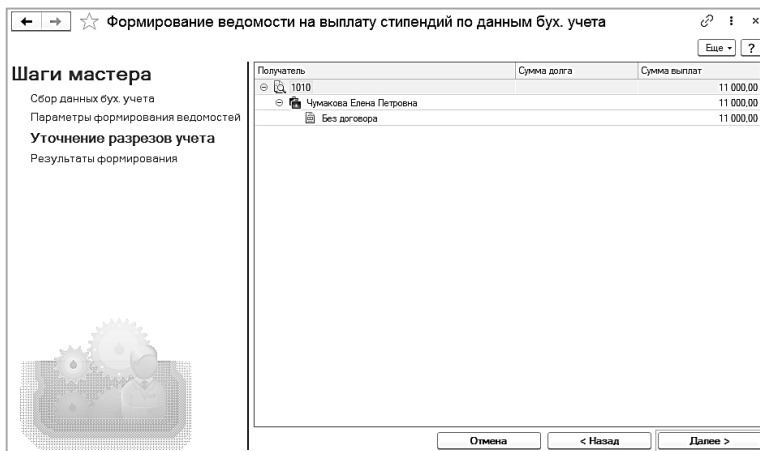 Формирование ведомости на выплату стипендий по данным бух. учета
Еще
?
Шаги мастера
Сбор данных бух. учета
Параметры формирования ведомостей
Уточнение разрезов учета
Результаты формирования
Получатель Сумма долга Сумма выплат
1010 11 000,00
Чумакова Елена Петровна 11 000,00
Без договора 11 000,00
Отмена < Назад Далее >